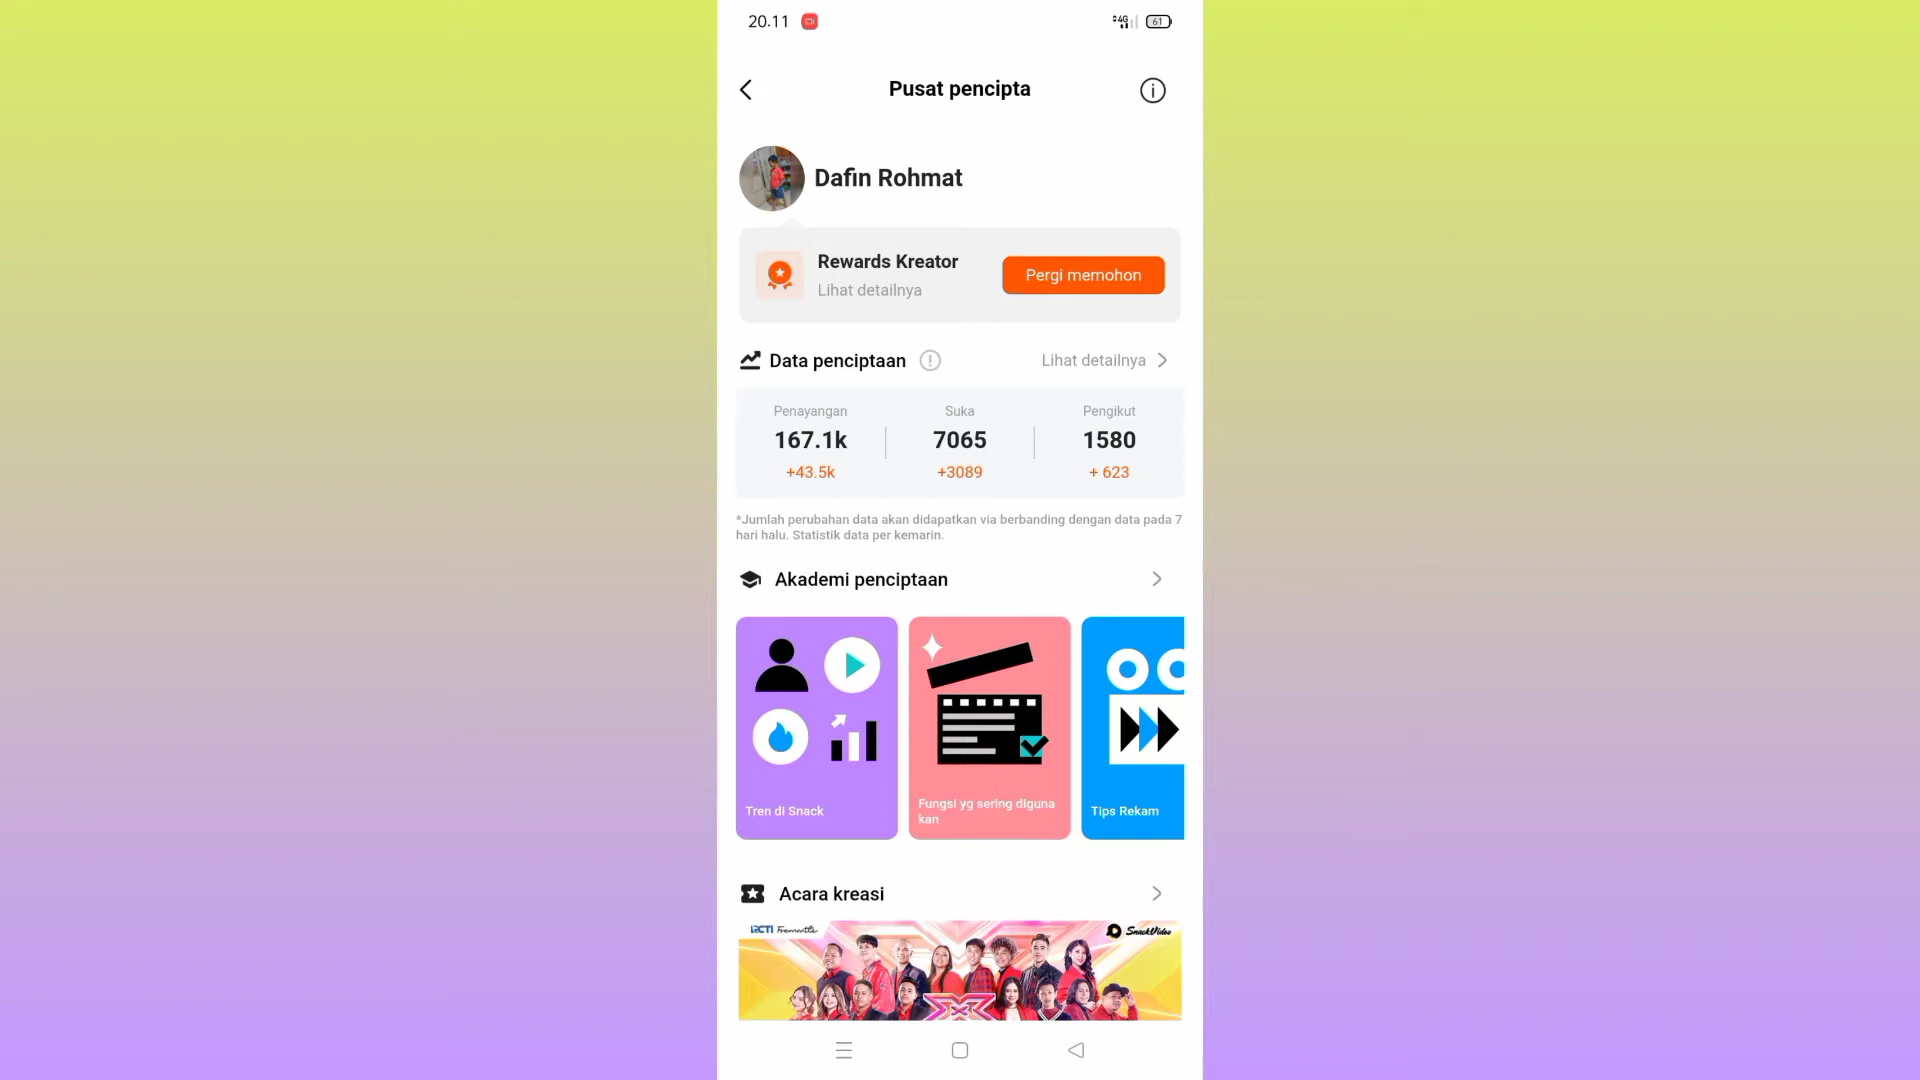 20.11
4G
61
Pusat pencipta
Dafin Rohmat
Rewards Kreator
Lihat detailnya
Pergi memohon
Data penciptaan
Lihat detailnya
Penayangan
Suka
Pengikut
167.1k
7065
1580
+43.5k
+3089
+ 623
*Jumlah perubahan data akan didapatkan via berbanding dengan data pada 7
hari halu. Statistik data per kemarin.
Akademi penciptaan
Tren di Snack
Fungsi yg sering diguna
kan
Tips Rekam
Acara kreasi
RCTI Fremantle
SnackVideo
X